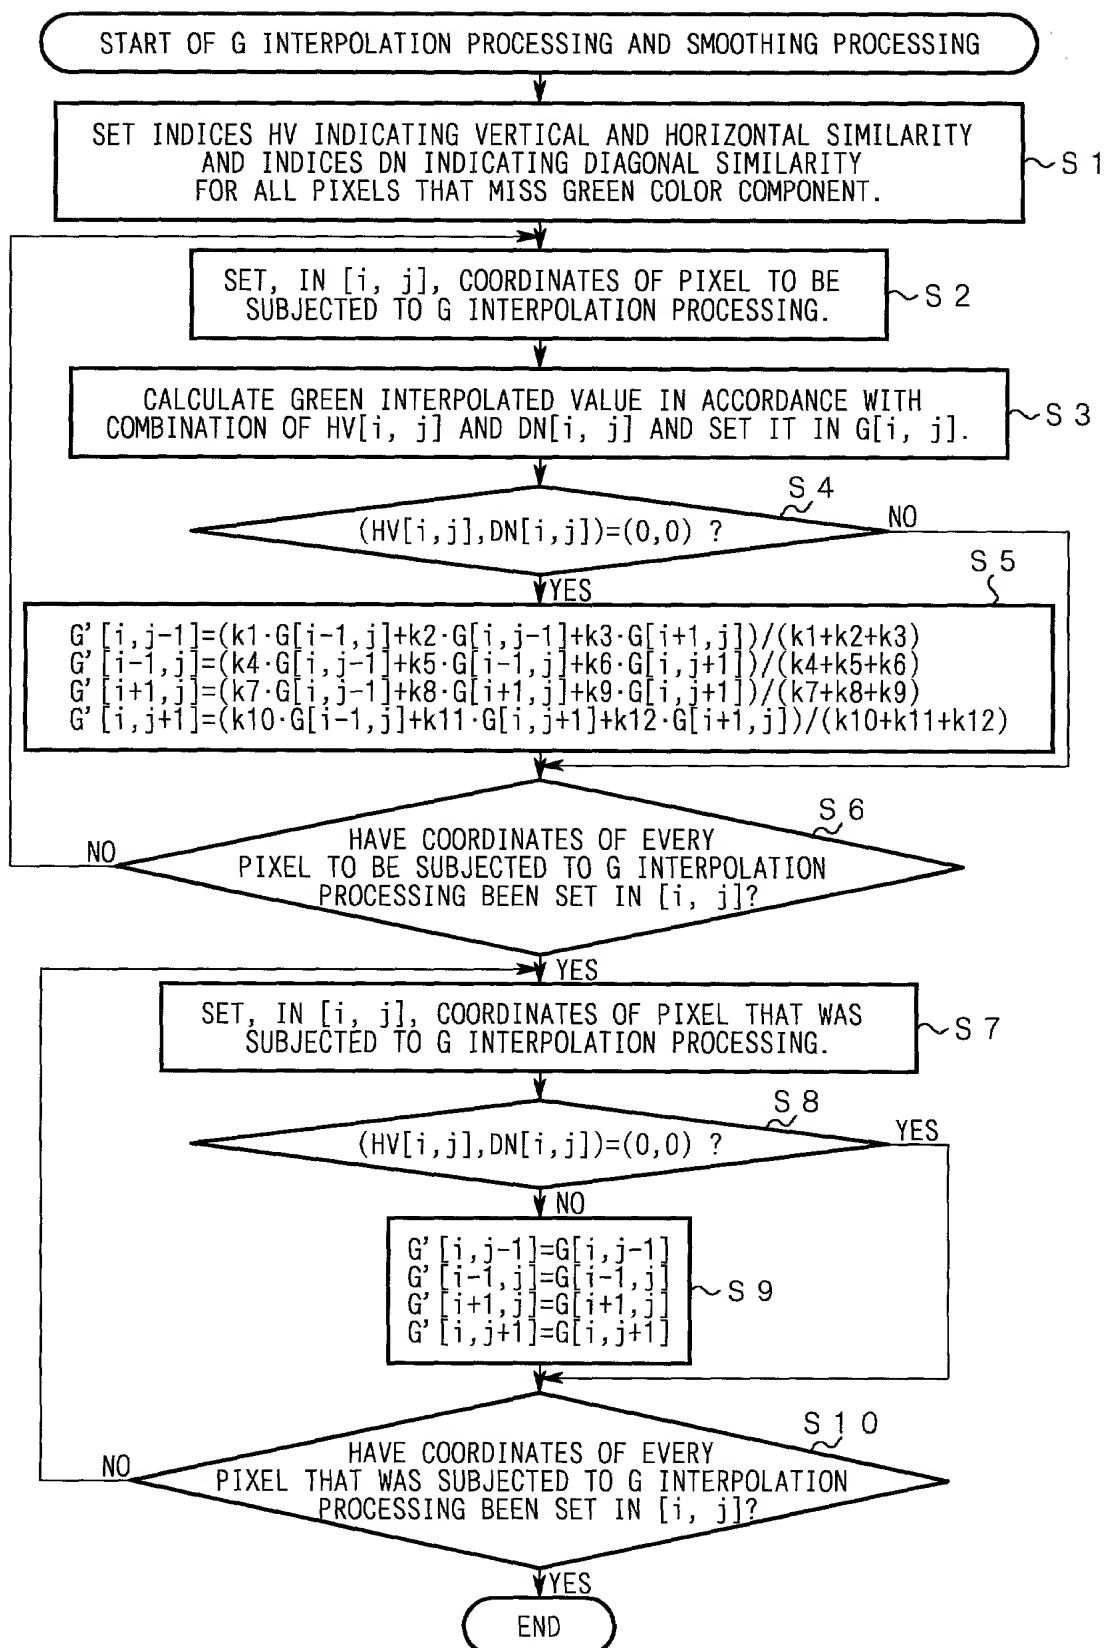 START OF G INTERPOLATION PROCESSING AND SMOOTHING PROCESSING
SET INDICES HV INDICATING VERTICAL AND HORIZONTAL SIMILARITY
AND INDICES DN INDICATING DIAGONAL SIMILARITY
FOR ALL PIXELS THAT MISS GREEN COLOR COMPONENT.
S 1
SET, IN [i, j], COORDINATES OF PIXEL TO BE
SUBJECTED TO G INTERPOLATION PROCESSING.
S 2
CALCULATE GREEN INTERPOLATED VALUE IN ACCORDANCE WITH
COMBINATION OF HV[i, j] AND DN[i, j] AND SET IT IN G[i, j].
S 3
S 4
(HV[i,j],DN[i,j])=(0,0) ?
NO
YES
S 5
G'[i,j-1]=(k1·G[i-1,j]+k2·G[i,j-1]+k3·G[i+1,j])/(k1+k2+k3)
G'[i-1,j]=(k4·G[i,j-1]+k5·G[i-1,j]+k6·G[i,j+1])/(k4+k5+k6)
G'[i+1,j]=(k7·G[i,j-1]+k8·G[i+1,j]+k9·G[i,j+1])/(k7+k8+k9)
G'[i,j+1]=(k10·G[i-1,j]+k11·G[i,j+1]+k12·G[i+1,j])/(k10+k11+k12)
S 6
NO
HAVE COORDINATES OF EVERY
PIXEL TO BE SUBJECTED TO G INTERPOLATION
PROCESSING BEEN SET IN [i, j]?
YES
SET, IN [i, j], COORDINATES OF PIXEL THAT WAS
SUBJECTED TO G INTERPOLATION PROCESSING.
S 7
S 8
(HV[i,j],DN[i,j])=(0,0) ?
YES
NO
G'[i,j-1]=G[i,j-1]
G'[i-1,j]=G[i-1,j]
G'[i+1,j]=G[i+1,j]
G'[i,j+1]=G[i,j+1]
S 9
S 1 0
NO
HAVE COORDINATES OF EVERY
PIXEL THAT WAS SUBJECTED TO G INTERPOLATION
PROCESSING BEEN SET IN [i, j]?
YES
END